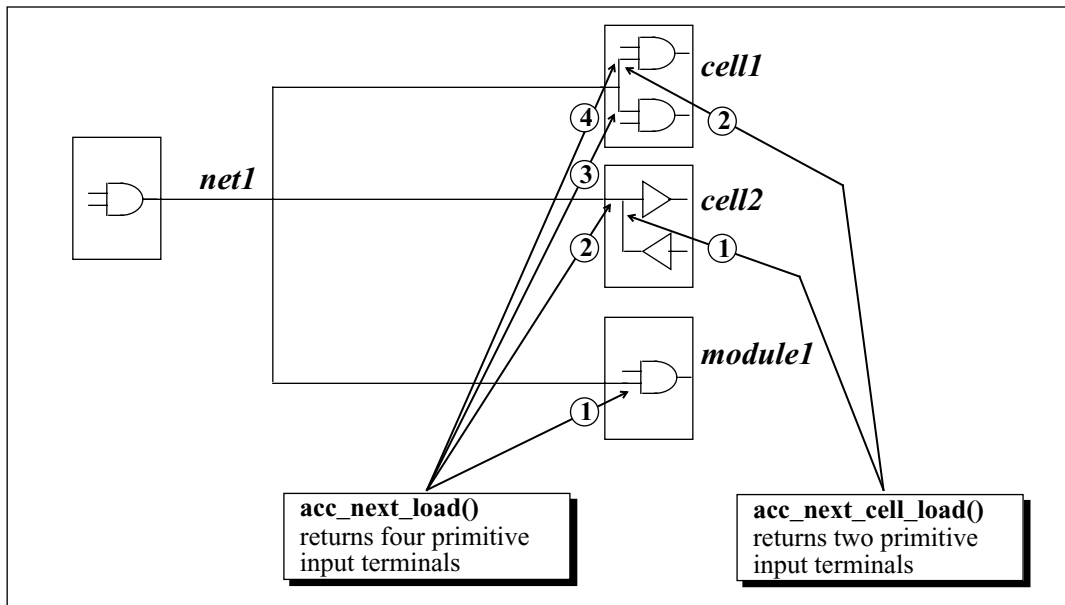 cell1
4
2
3
net1
cell2
2
1
module1
1
acc_next_load()
returns four primitive
input terminals
acc_next_cell_load()
returns two primitive
input terminals